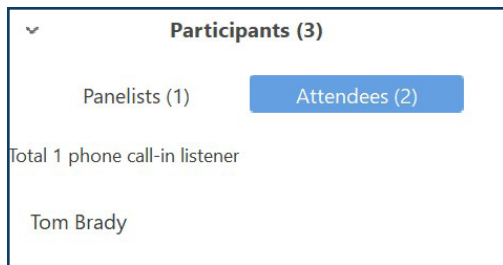 Participants (3)
Panelists (1) Attendees (2)
Total 1 phone call-in listener
Tom Brady